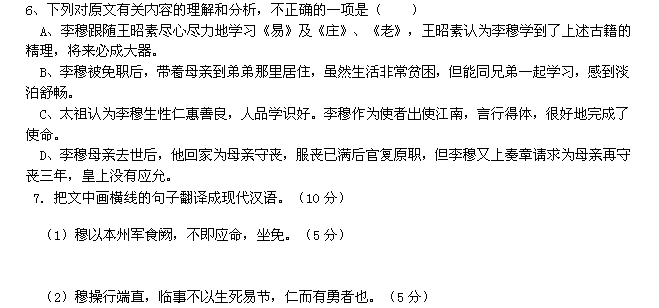 6、下列对原文有关内容的理解和分析，不正确的一项是（　　）
A、李穆跟随王昭素尽心尽力地学习《易》及《庄》、《老》，王昭素认为李穆学到了上述古籍的
精理，将来必成大器。
B、李穆被免职后，带着母亲到弟弟那里居住，虽然生活非常贫困，但能同兄弟一起学习，感到淡
泊舒畅。
C、太祖认为李穆生性仁惠善良，人品学识好。李穆作为使者出使江南，言行得体，很好地完成了
使命。
D、李穆母亲去世后，他回家为母亲守丧，服丧已满后官复原职，但李穆又上奏章请求为母亲再守
丧三年，皇上没有应允。
7. 把文中画横线的句子翻译成现代汉语。（10 分）
（1）穆以本州军食阙，不即应命，坐免。（5 分）
（2）穆操行端直，临事不以生死易节，仁而有勇者也。（5 分）